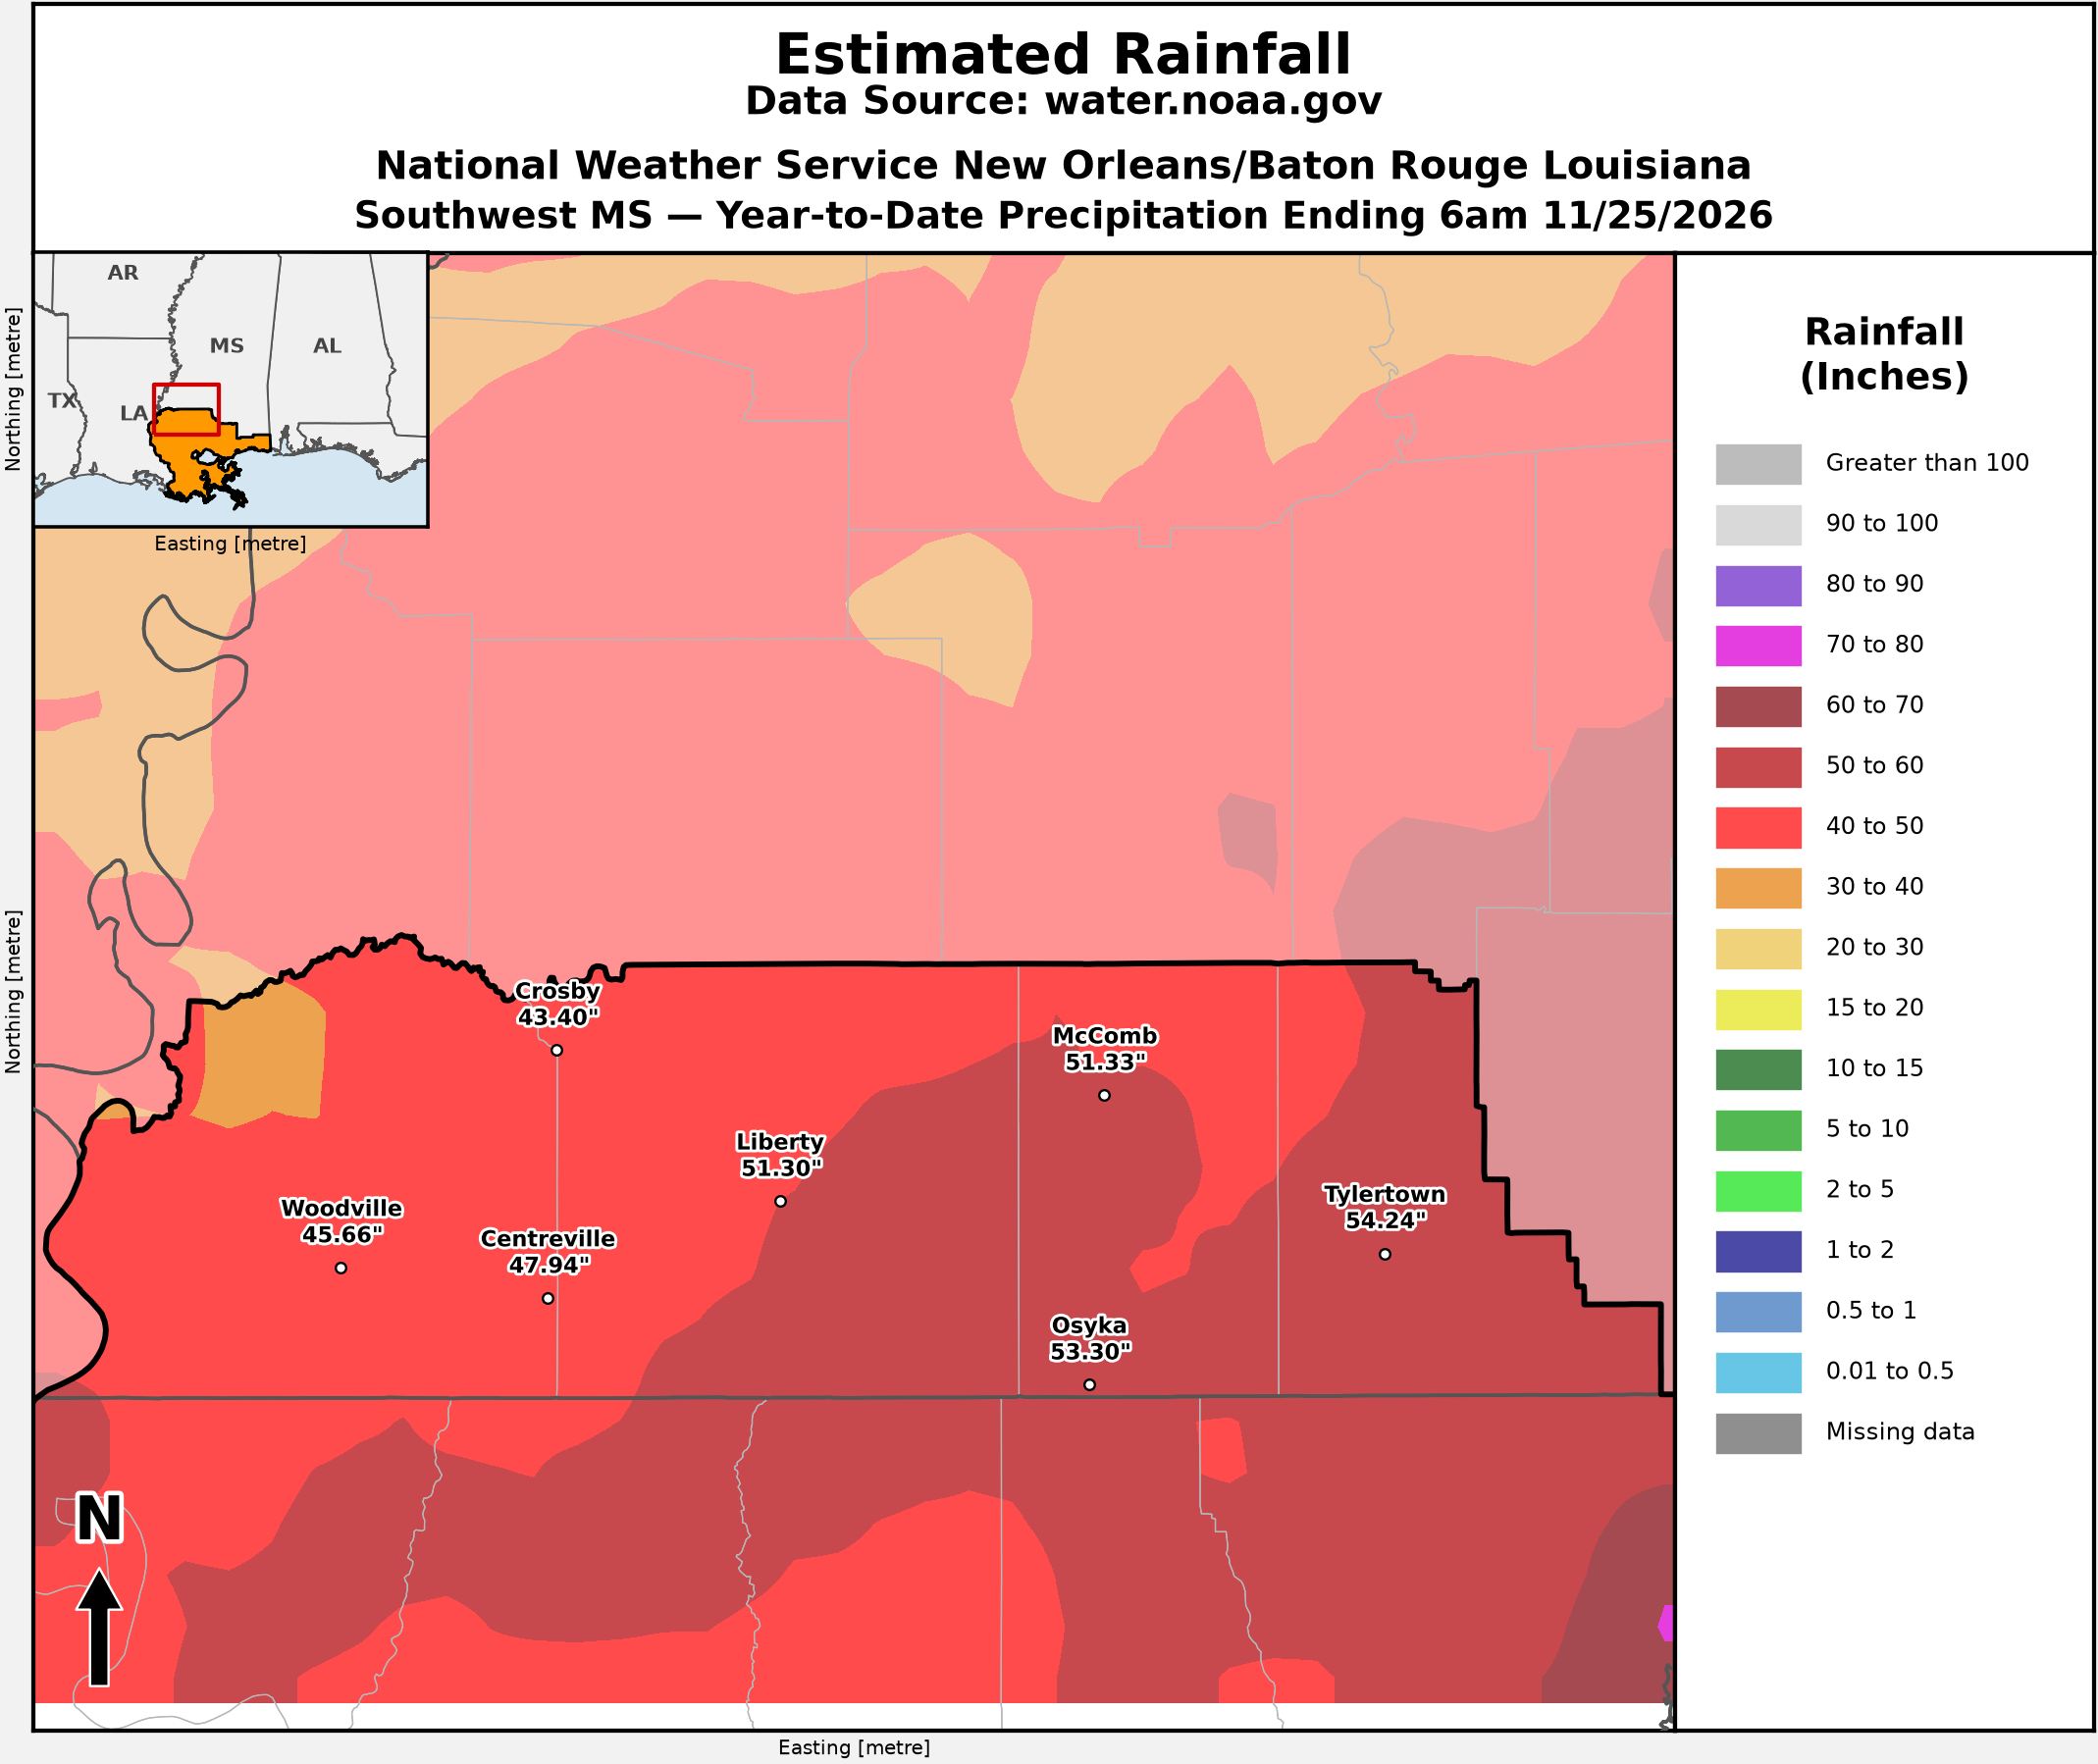 Estimated Rainfall
Data Source: water.noaa.gov
National Weather Service New Orleans/Baton Rouge Louisiana
Southwest MS — Year-to-Date Precipitation Ending 6am 11/25/2026
Northing [metre]
AR
MS
AL
TX
LA
Easting [metre]
Northing [metre]
Crosby
43.40"
McComb
51.33"
Liberty
51.30"
Woodville
45.66"
Centreville
47.94"
Tylertown
54.24"
Osyka
53.30"
N
Easting [metre]
Rainfall
(Inches)
Greater than 100
90 to 100
80 to 90
70 to 80
60 to 70
50 to 60
40 to 50
30 to 40
20 to 30
15 to 20
10 to 15
5 to 10
2 to 5
1 to 2
0.5 to 1
0.01 to 0.5
Missing data